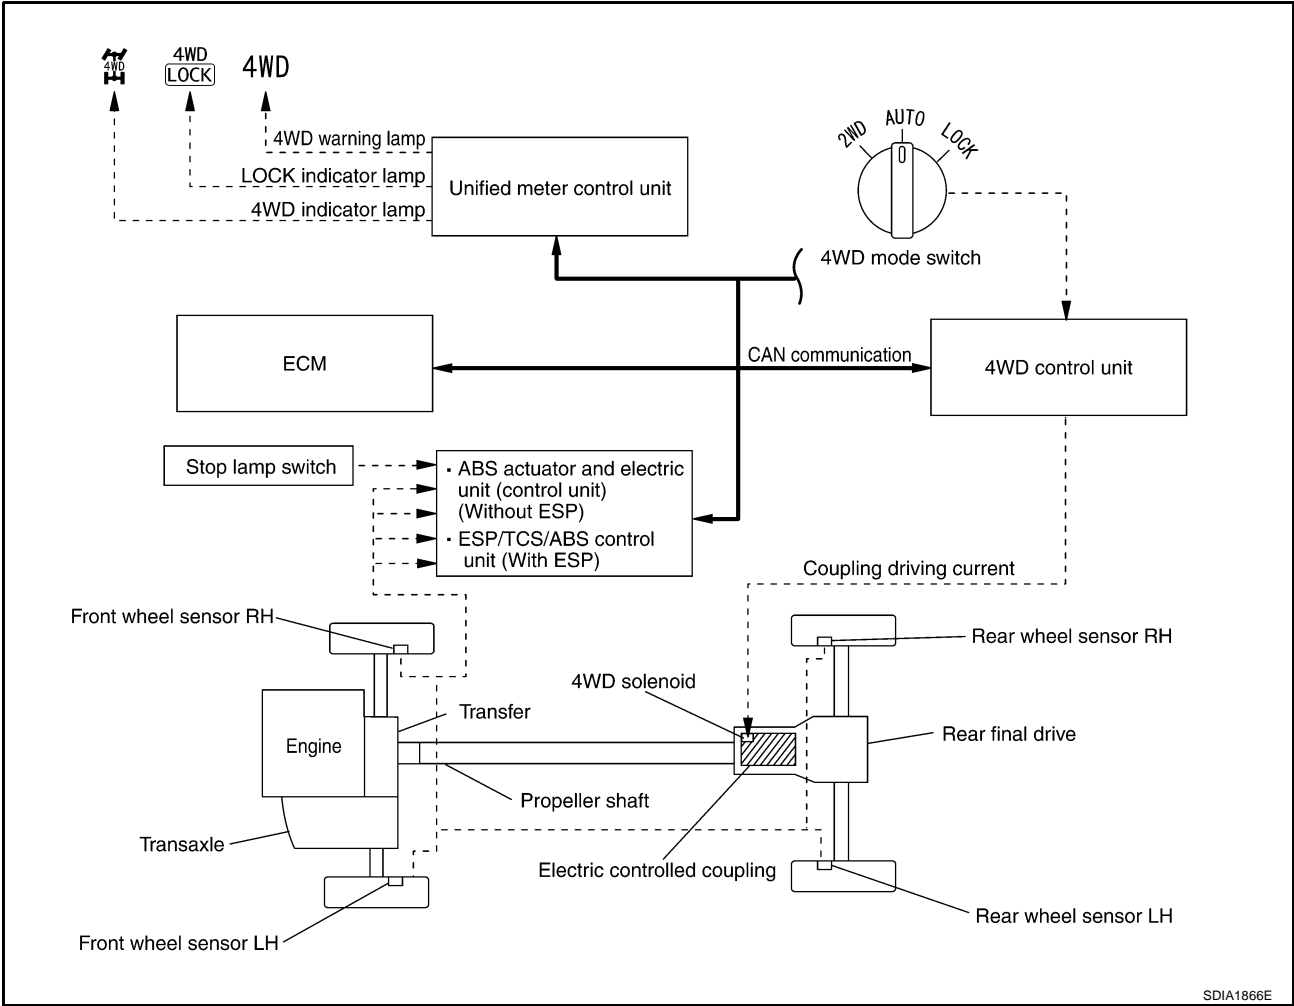 4WD
4WD
LOCK
4WD
4WD warning lamp
LOCK indicator lamp
4WD indicator lamp
Unified meter control unit
2WD
AUTO
LOCK
4WD mode switch
ECM
CAN communication
4WD control unit
Stop lamp switch
· ABS actuator and electric
unit (control unit)
(Without ESP)
· ESP/TCS/ABS control
unit (With ESP)
Coupling driving current
Front wheel sensor RH
Rear wheel sensor RH
4WD solenoid
Transfer
Engine
Rear final drive
Propeller shaft
Transaxle
Electric controlled coupling
Rear wheel sensor LH
Front wheel sensor LH
SDIA1866E